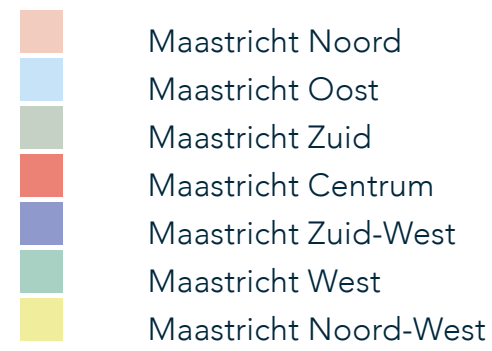 Maastricht Noord
Maastricht Oost
Maastricht Zuid
Maastricht Centrum
Maastricht Zuid-West
Maastricht West
Maastricht Noord-West